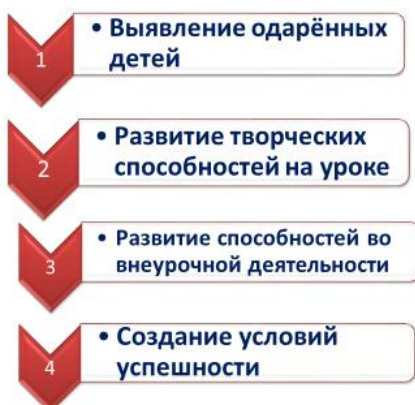 1
• Выявление одарённых
детей
2
• Развитие творческих
способностей на уроке
3
• Развитие способностей во
внеурочной деятельности
4
• Создание условий
успешности